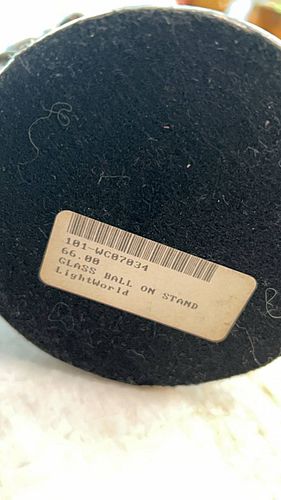 101-WC07034
66.00
GLASS BALL ON STAND
LightWorld